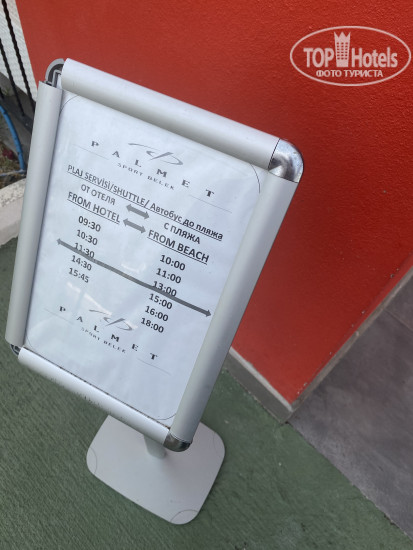 TOP Hotels
ФОТО ТУРИСТА
PALMET
SPORT BELEK
PLAJ SERVİSİ/SHUTTLE/ Автобус до пляжа
ОТ ОТЕЛЯ С ПЛЯЖА
FROM HOTEL FROM BEACH
09:30 10:00
10:30 11:00
11:30 13:00
14:30 15:00
15:45 16:00
18:00
PALMET
SPORT BELEK